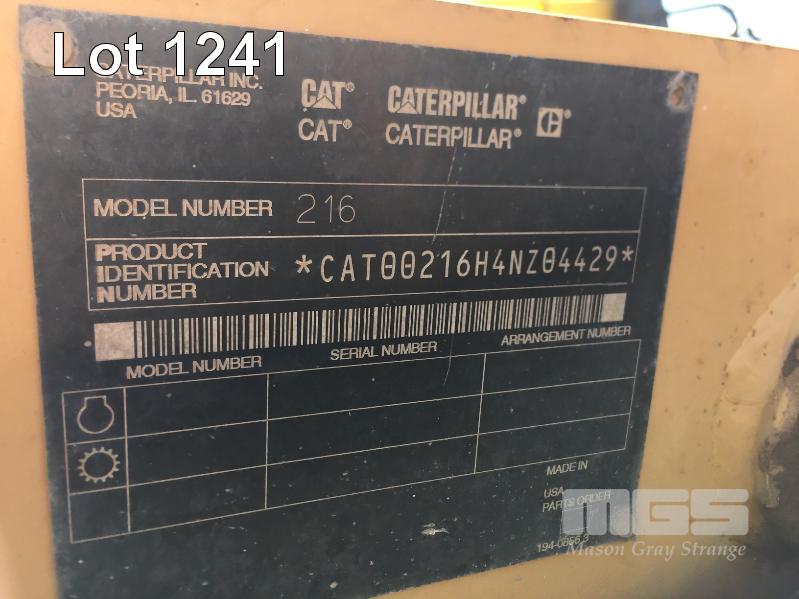 Lot 1241
CATERPILLAR INC.
PEORIA, IL. 61629
USA
CAT® CATERPILLAR® ®
CAT® CATERPILLAR®
MODEL NUMBER 216
PRODUCT
IDENTIFICATION
NUMBER
*CAT00216H4NZ04429*
MODEL NUMBER SERIAL NUMBER ARRANGEMENT NUMBER
MADE IN
USA
PARTS ORDER
MGS
Mason Gray Strange